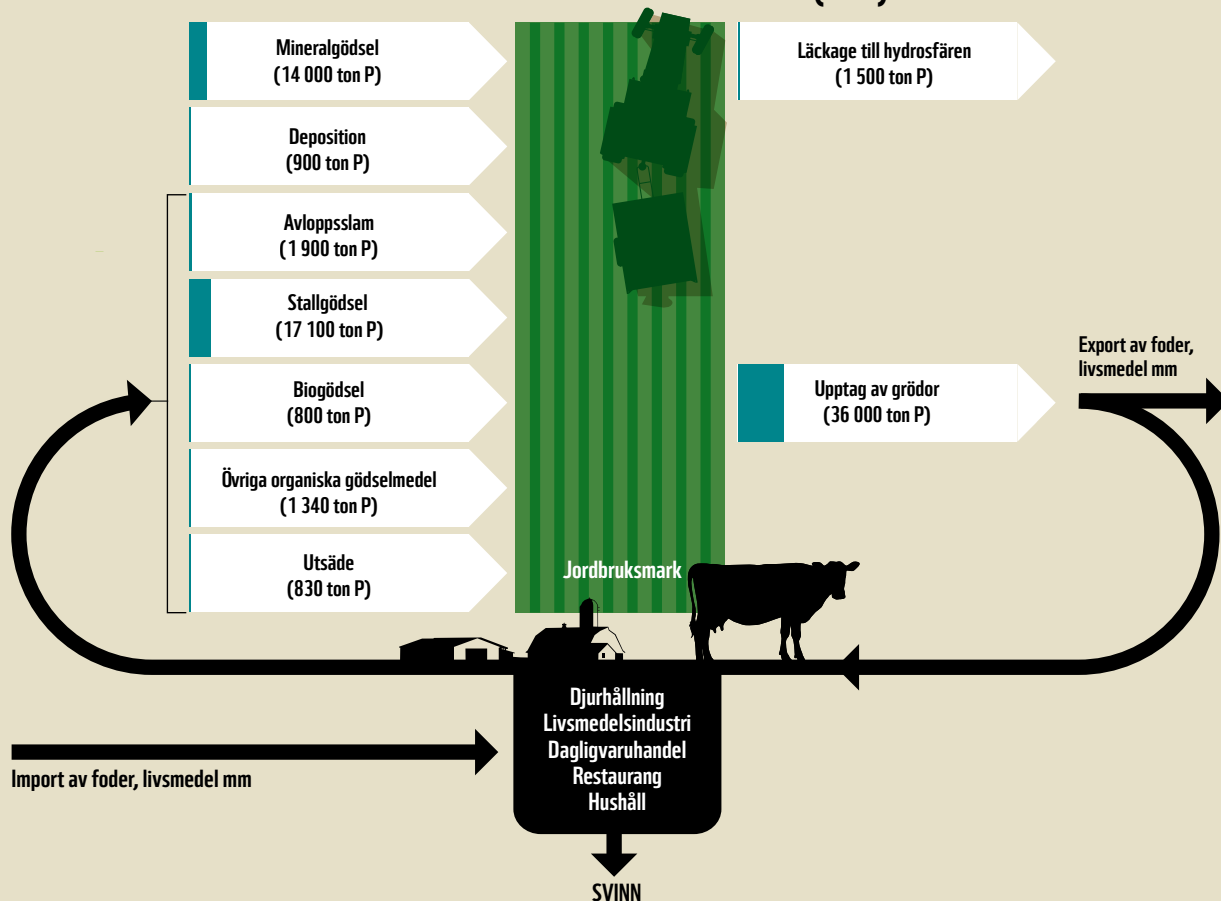 Mineralgödsel
(14 000 ton P)
Deposition
(900 ton P)
Avloppsslam
(1 900 ton P)
Stallgödsel
(17 100 ton P)
Biogödsel
(800 ton P)
Övriga organiska gödselmedel
(1 340 ton P)
Utsäde
(830 ton P)
Jordbruksmark
Läckage till hydrosfären
(1 500 ton P)
Upptag av grödor
(36 000 ton P)
Export av foder,
livsmedel mm
Import av foder, livsmedel mm
Djurhållning
Livsmedelsindustri
Dagligvaruhandel
Restaurang
Hushåll
SVINN